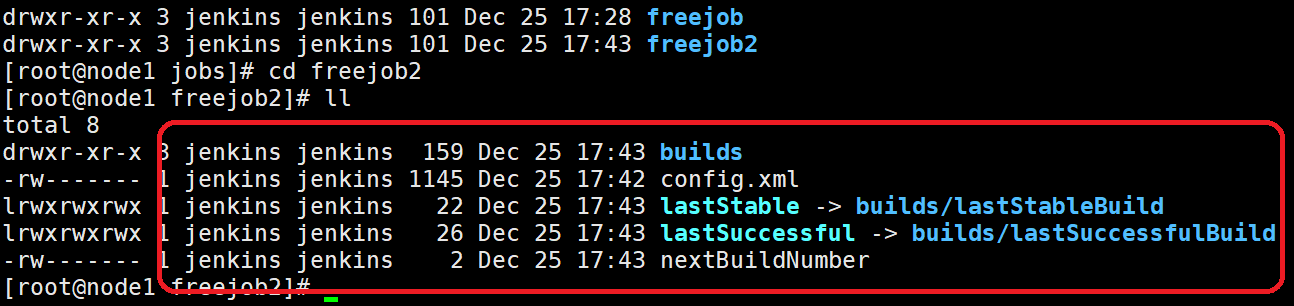 drwxr-xr-x 3 jenkins jenkins 101 Dec 25 17:28 freejob
drwxr-xr-x 3 jenkins jenkins 101 Dec 25 17:43 freejob2
[root@node1 jobs]# cd freejob2
[root@node1 freejob2]# ll
total 8
drwxr-xr-x 3 jenkins jenkins  159 Dec 25 17:43 builds
-rw------- 1 jenkins jenkins 1145 Dec 25 17:42 config.xml
lrwxrwxrwx 1 jenkins jenkins   22 Dec 25 17:43 lastStable -> builds/lastStableBuild
lrwxrwxrwx 1 jenkins jenkins   26 Dec 25 17:43 lastSuccessful -> builds/lastSuccessfulBuild
-rw------- 1 jenkins jenkins    2 Dec 25 17:43 nextBuildNumber
[root@node1 freejob2]#